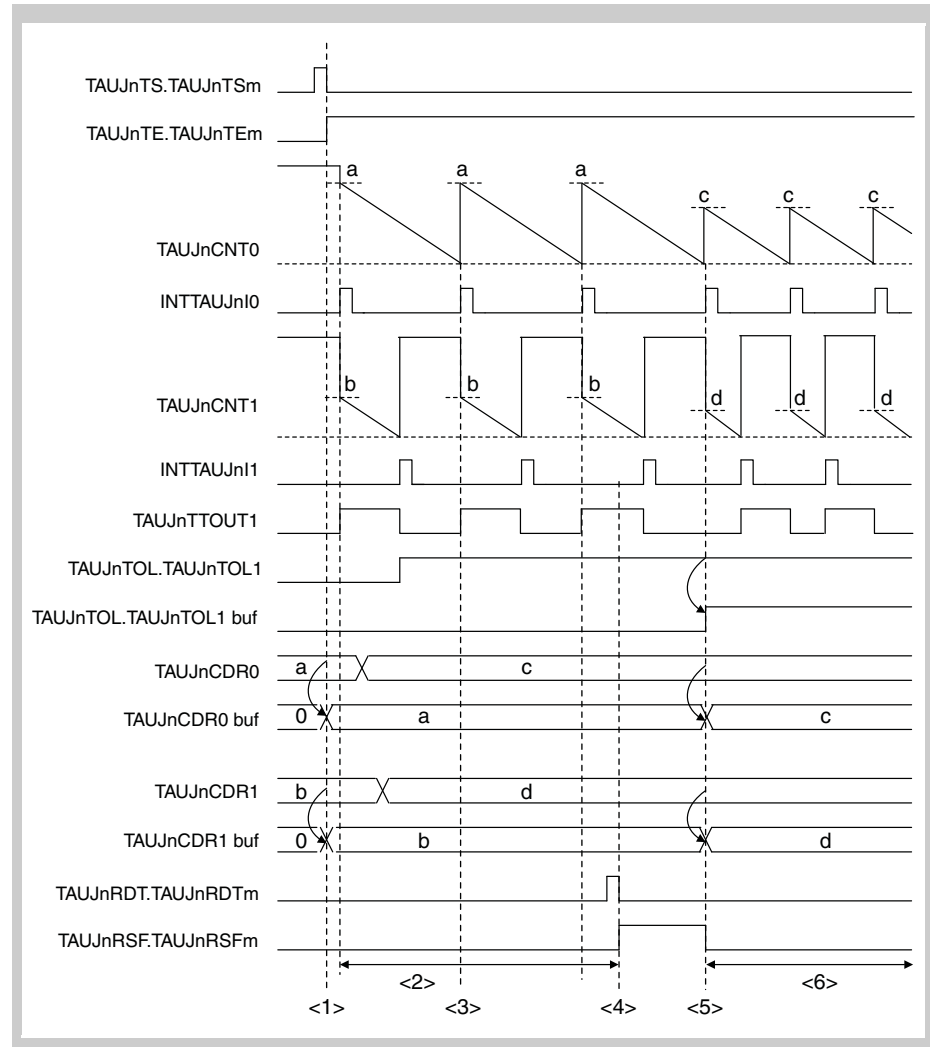 TAUJnTS.TAUJnTSm
TAUJnTE.TAUJnTEm
a a a c c c
TAUJnCNT0
INTTAUJnI0
b b b d d d
TAUJnCNT1
INTTAUJnI1
TAUJnTTOUT1
TAUJnTOL.TAUJnTOL1
TAUJnTOL.TAUJnTOL1 buf
TAUJnCDR0 a c
TAUJnCDR0 buf 0 a c
TAUJnCDR1 b d
TAUJnCDR1 buf 0 b d
TAUJnRDT.TAUJnRDTm
TAUJnRSF.TAUJnRSFm
<2> <6>
<1> <3> <4> <5>